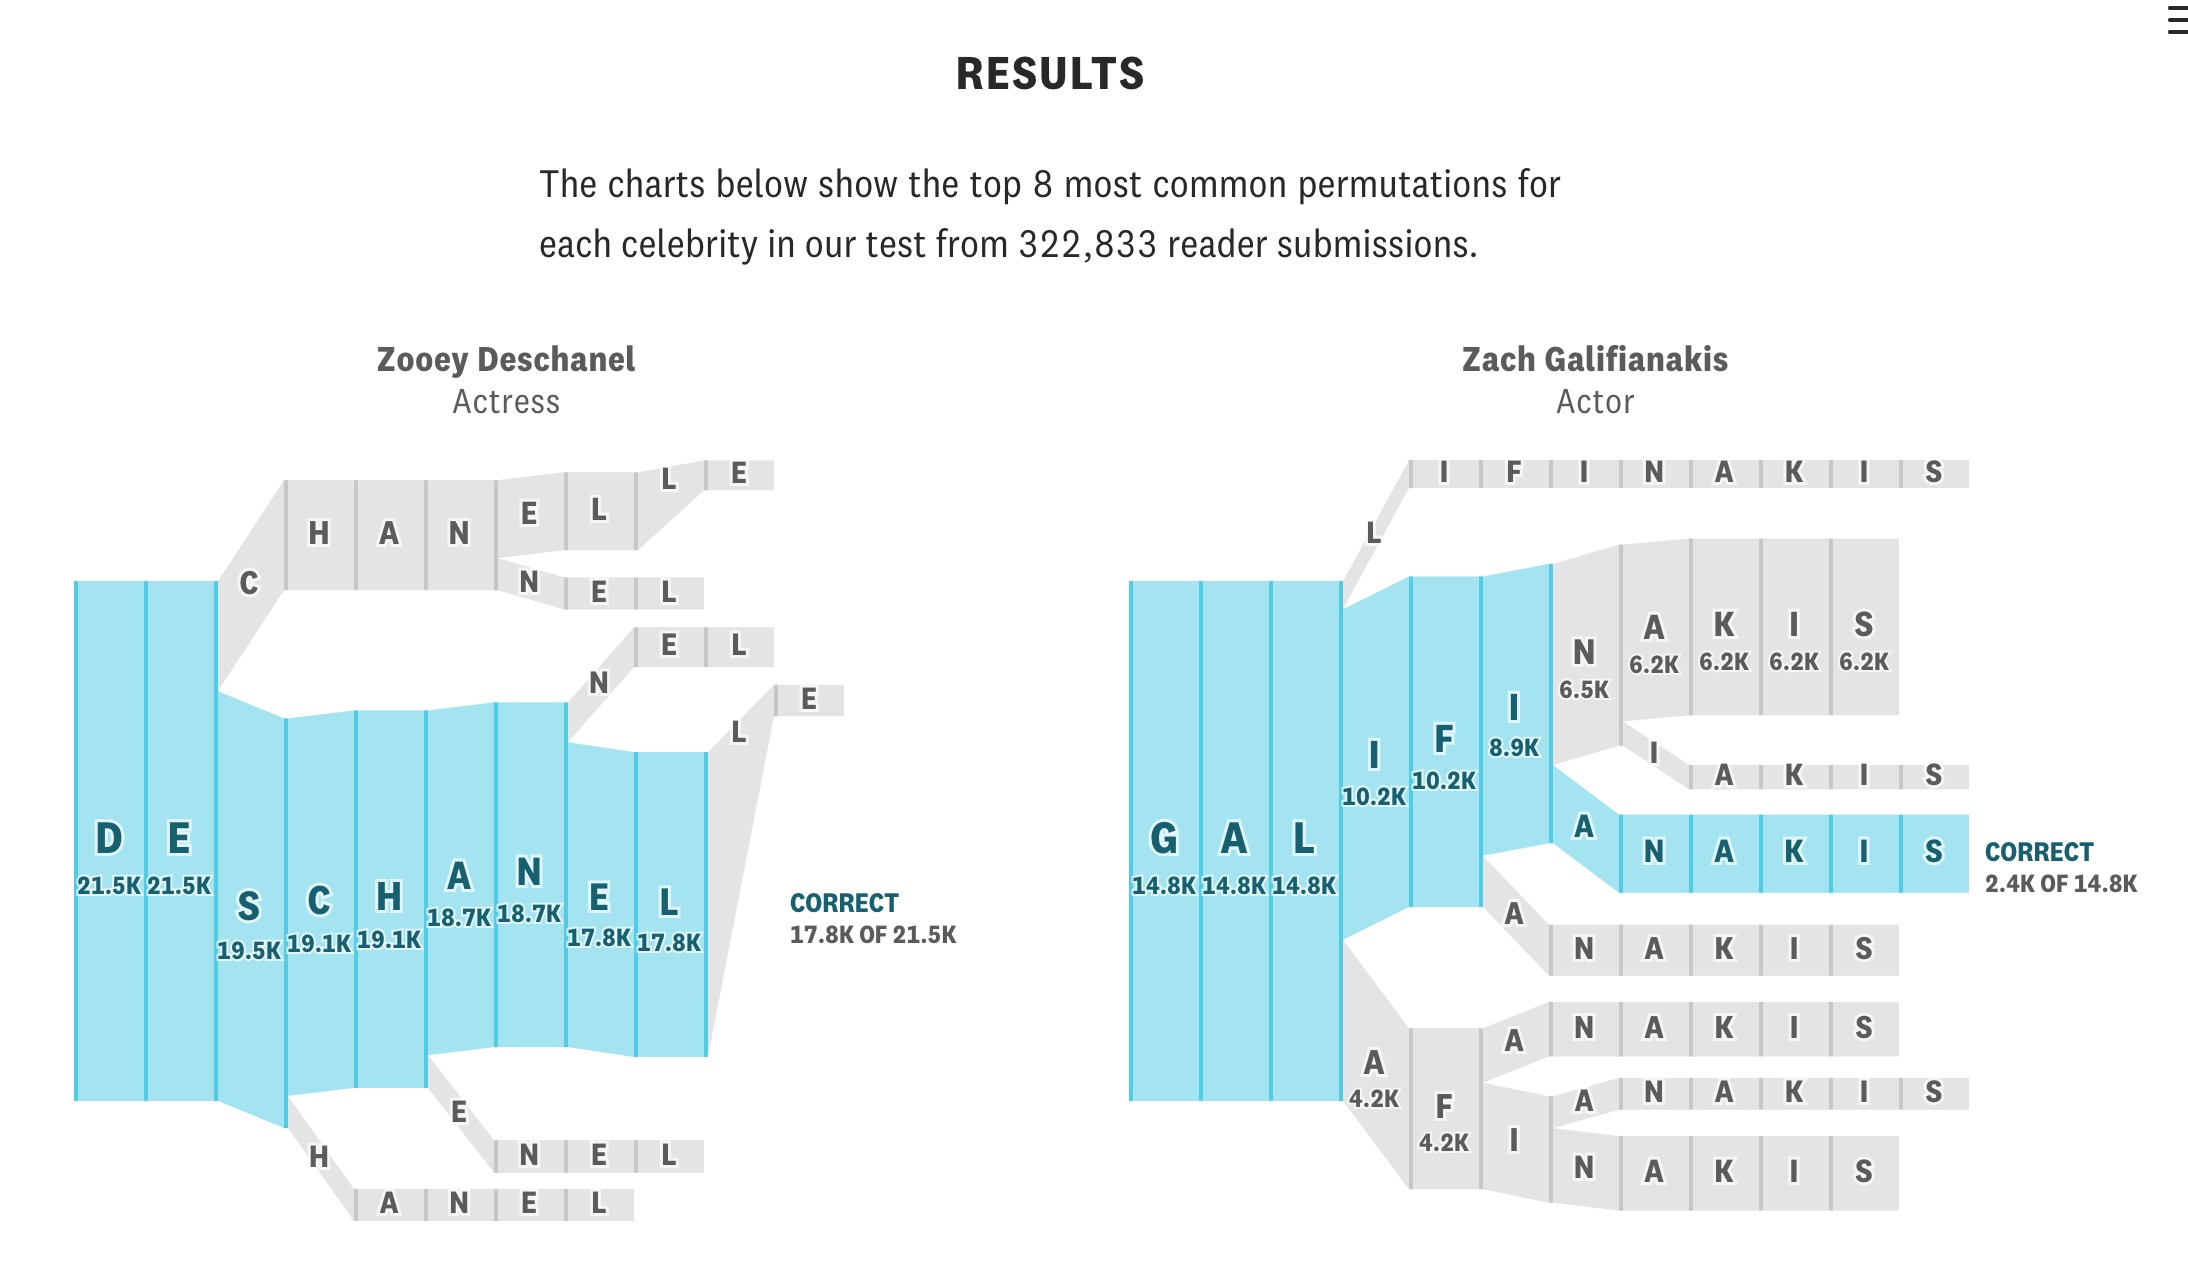 RESULTS
The charts below show the top 8 most common permutations for
each celebrity in our test from 322,833 reader submissions.
Zooey Deschanel
Actress
L E
H A N E L
C N E L
N E L
L E
D E S C H A N E L
21.5K 21.5K 19.5K 19.1K 19.1K 18.7K 18.7K 17.8K 17.8K
CORRECT
17.8K OF 21.5K
E N E L
H A N E L
Zach Galifianakis
Actor
L I F I N A K I S
N A K I S
6.5K 6.2K 6.2K 6.2K 6.2K
I A K I S
G A L I F I A N A K I S
14.8K 14.8K 14.8K 10.2K 10.2K 8.9K
CORRECT
2.4K OF 14.8K
A N A K I S
A N A K I S
A F I A N A K I S
4.2K 4.2K
N A K I S